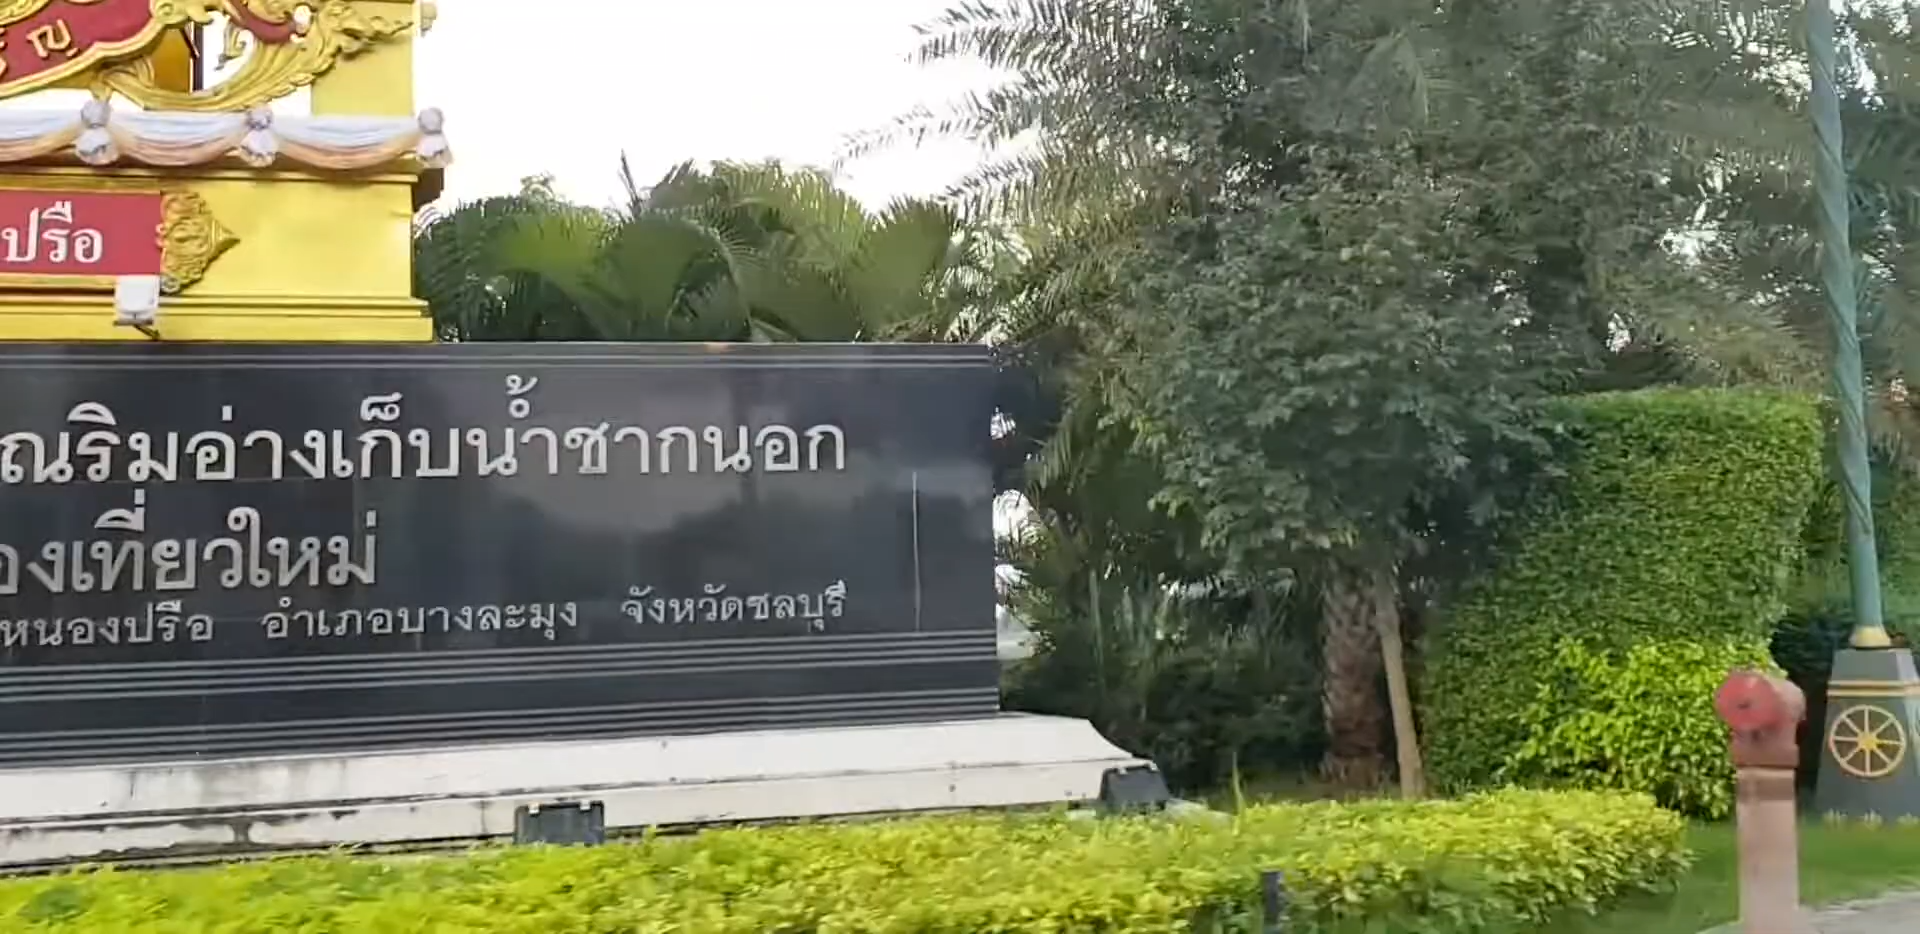 ญ
ปรือ
ณริมอ่างเก็บน้ำซากนอก
องเที่ยวใหม่
หนองปรือ อำเภอบางละมุง จังหวัดชลบุรี